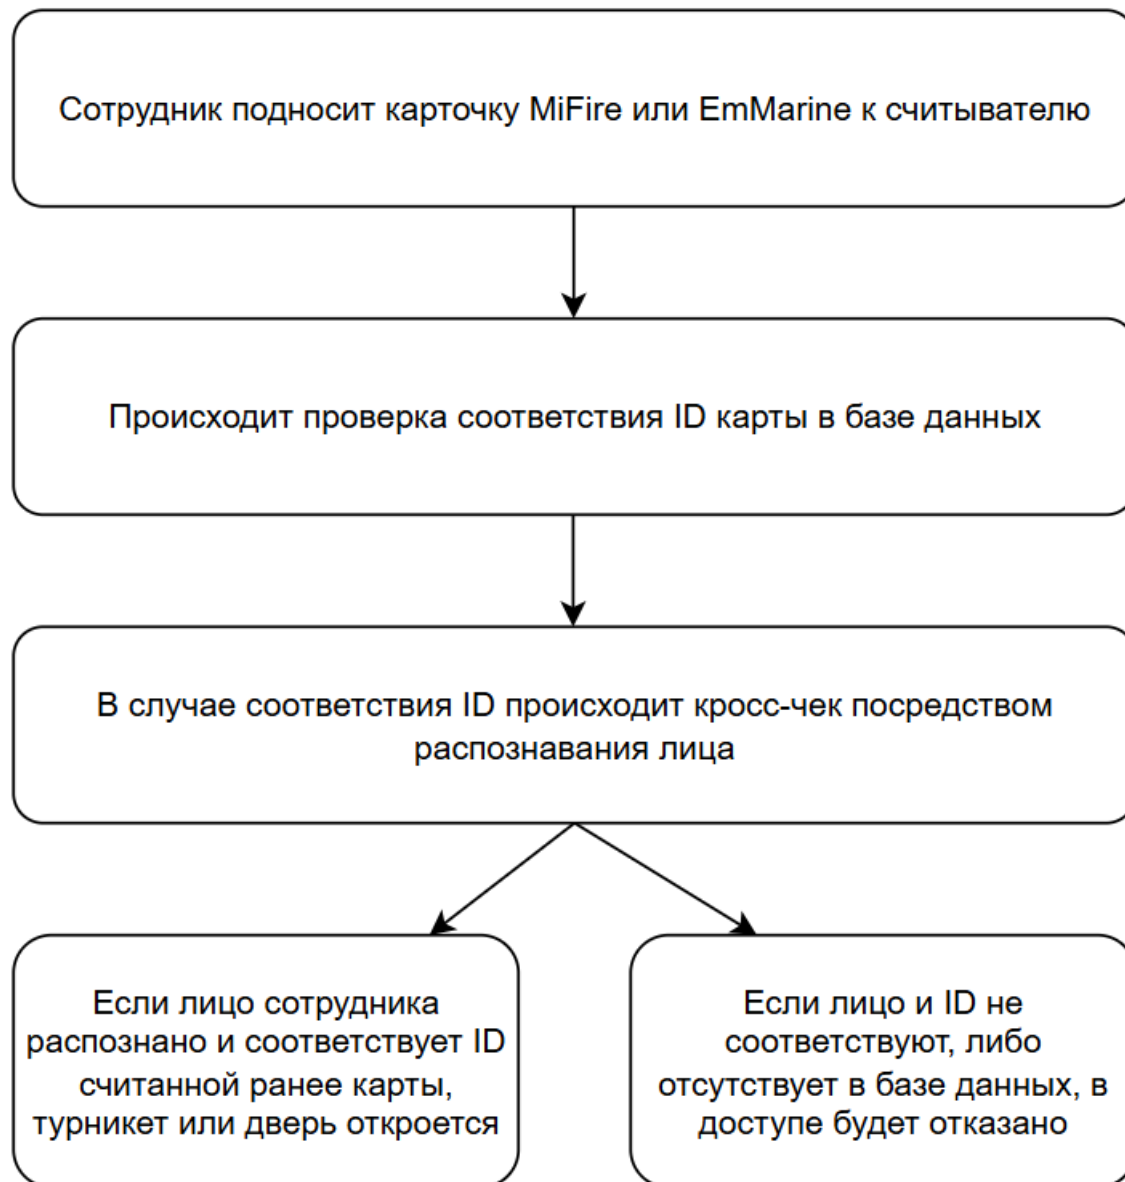 Сотрудник подносит карточку MiFire или EmMarine к считывателю
Происходит проверка соответствия ID карты в базе данных
В случае соответствия ID происходит кросс-чек посредством
распознавания лица
Если лицо сотрудника
распознано и соответствует ID
считанной ранее карты,
турникет или дверь откроется
Если лицо и ID не
соответствуют, либо
отсутствует в базе данных, в
доступе будет отказано